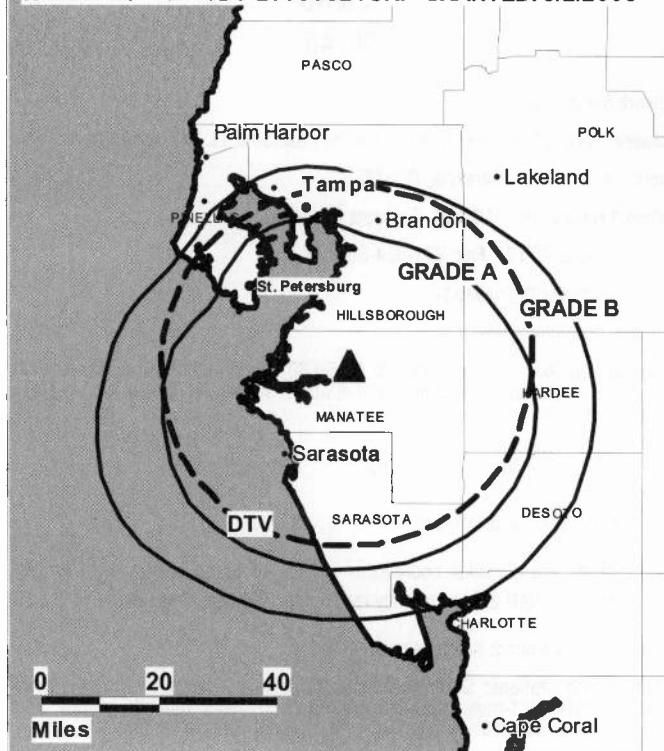 PASCO
POLK
Palm Harbor
Lakeland
Tampa
PINELLAS
Brandon
GRADE A
St. Petersburg
GRADE B
HILLSBOROUGH
HARDEE
MANATEE
Sarasota
DTV
SARASOTA
DESOTO
CHARLOTTE
0 20 40
Miles
Cape Coral